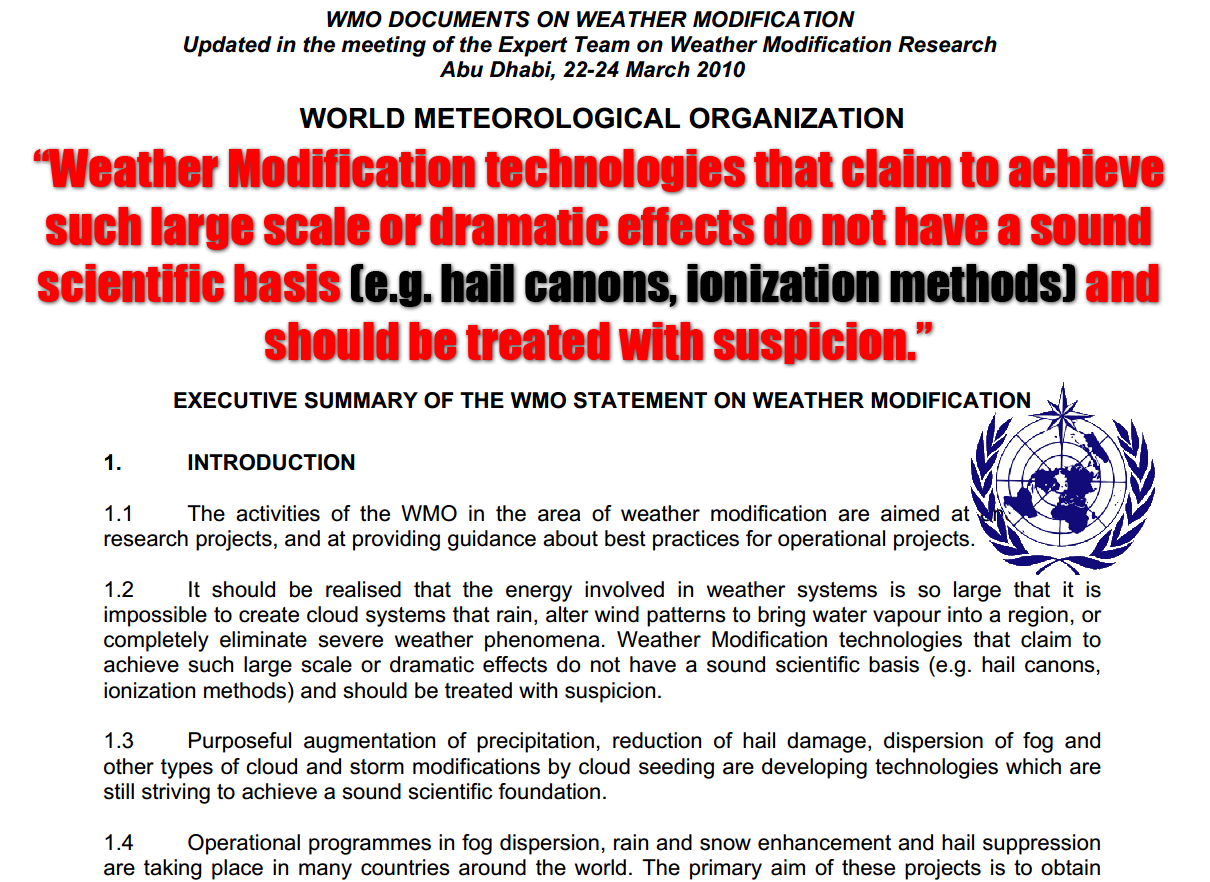 WMO DOCUMENTS ON WEATHER MODIFICATION
Updated in the meeting of the Expert Team on Weather Modification Research
Abu Dhabi, 22-24 March 2010
WORLD METEOROLOGICAL ORGANIZATION
“Weather Modification technologies that claim to achieve
such large scale or dramatic effects do not have a sound
scientific basis (e.g. hail canons, ionization methods) and
should be treated with suspicion.”
EXECUTIVE SUMMARY OF THE WMO STATEMENT ON WEATHER MODIFICATION
1. INTRODUCTION
1.1 The activities of the WMO in the area of weather modification are aimed at
research projects, and at providing guidance about best practices for operational projects.
1.2 It should be realised that the energy involved in weather systems is so large that it is
impossible to create cloud systems that rain, alter wind patterns to bring water vapour into a region, or
completely eliminate severe weather phenomena. Weather Modification technologies that claim to
achieve such large scale or dramatic effects do not have a sound scientific basis (e.g. hail canons,
ionization methods) and should be treated with suspicion.
1.3 Purposeful augmentation of precipitation, reduction of hail damage, dispersion of fog and
other types of cloud and storm modifications by cloud seeding are developing technologies which are
still striving to achieve a sound scientific foundation.
1.4 Operational programmes in fog dispersion, rain and snow enhancement and hail suppression
are taking place in many countries around the world. The primary aim of these projects is to obtain